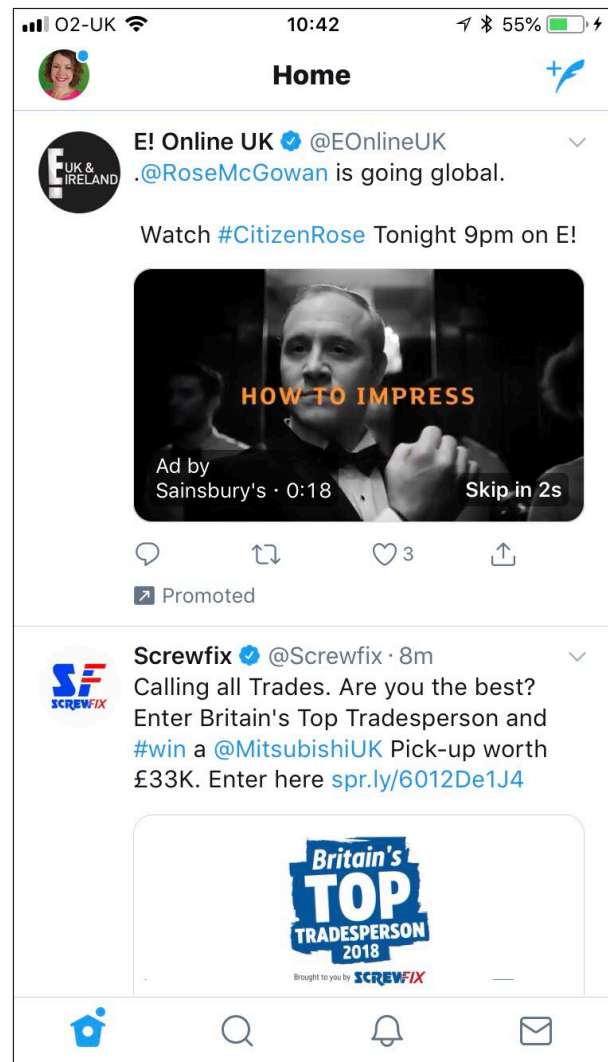 O2-UK 10:42 55%
Home
E! Online UK @EOnlineUK
E! UK & IRELAND
.@RoseMcGowan is going global.
Watch #CitizenRose Tonight 9pm on E!
HOW TO IMPRESS
Ad by
Sainsbury's · 0:18 Skip in 2s
3
Promoted
Screwfix @Screwfix · 8m
SF
SCREWFIX
Calling all Trades. Are you the best?
Enter Britain's Top Tradesperson and
#win a @MitsubishiUK Pick-up worth
£33K. Enter here spr.ly/6012De1J4
Britain's
TOP
TRADESPERSON
2018
Brought to you by SCREWFIX